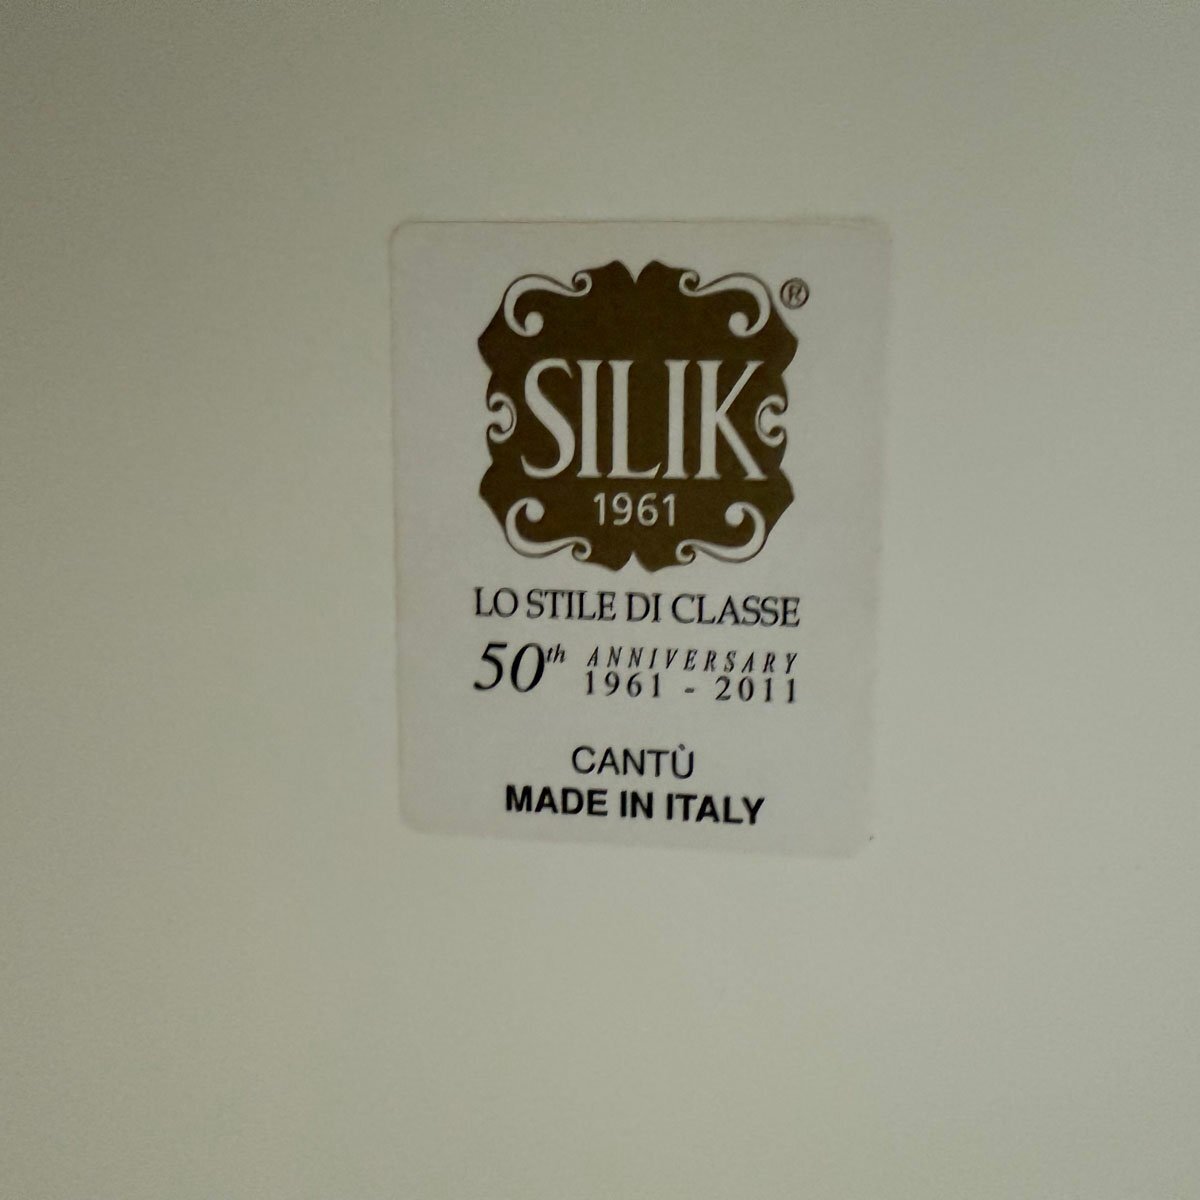 ®
SILIK
1961
LO STILE DI CLASSE
50th ANNIVERSARY
1961 - 2011
CANTÙ
MADE IN ITALY